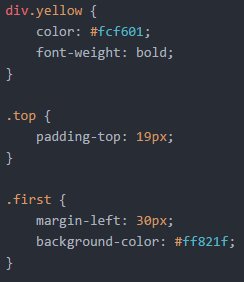 div.yellow {
    color: #fcf601;
    font-weight: bold;
}

.top {
    padding-top: 19px;
}

.first {
    margin-left: 30px;
    background-color: #ff821f;
}